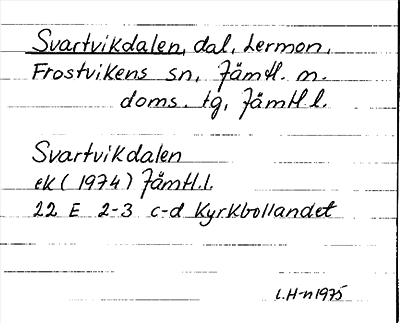 Svartvikdalen, dal, Lermon,
Frostvikens sn, Jämtl. m.
doms. tg, Jämtl l.
Svartvikdalen
eK (1974) Jämtl.l.
22 E 2-3 c-d Kyrkbollandet
l.H-n 1975